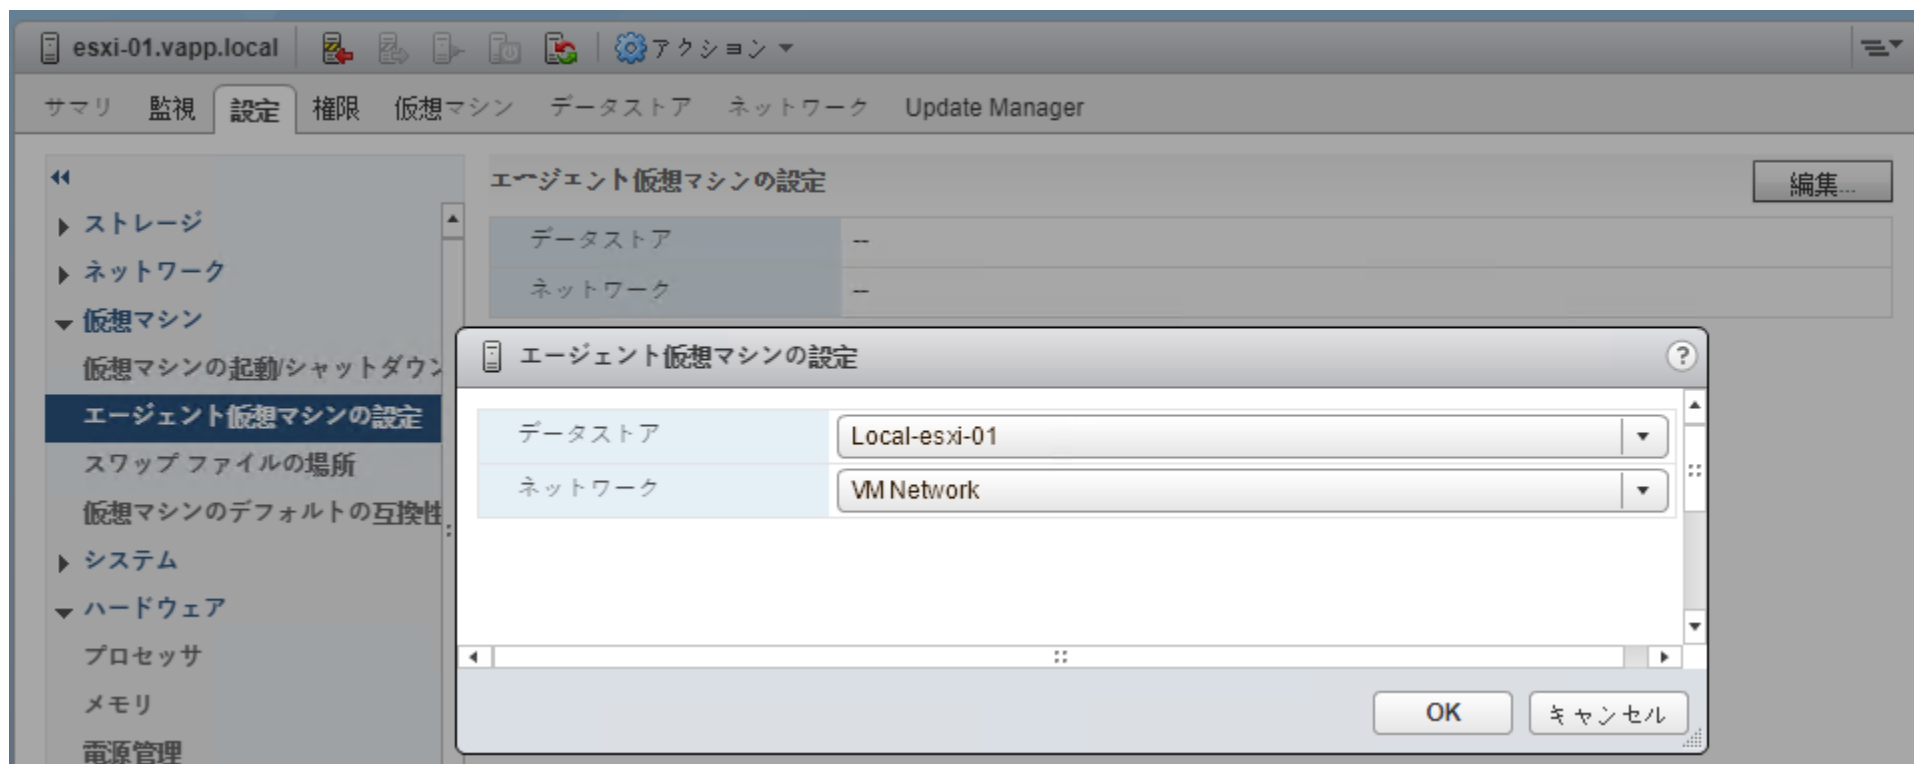 esxi-01.vapp.local アクション
サマリ 監視 設定 権限 仮想マシン データストア ネットワーク Update Manager
エージェント仮想マシンの設定 編集...
ストレージ
データストア --
ネットワーク
ネットワーク --
仮想マシン
仮想マシンの起動/シャットダウン
エージェント仮想マシンの設定
スワップ ファイルの場所
仮想マシンのデフォルトの互換性
システム
ハードウェア
プロセッサ
メモリ
電源管理
エージェント仮想マシンの設定 ?
データストア Local-esxi-01
ネットワーク VM Network
OK キャンセル